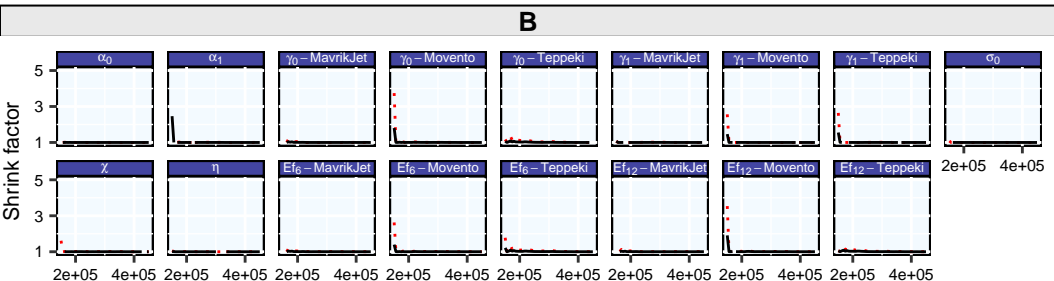 B
α0 α1 γ0 – MavrikJet γ0 – Movento γ0 – Teppeki γ1 – MavrikJet γ1 – Movento γ1 – Teppeki σ0
5
3
1
2e+05 4e+05
χ η Ef6 – MavrikJet Ef6 – Movento Ef6 – Teppeki Ef12 – MavrikJet Ef12 – Movento Ef12 – Teppeki
5
3
1
2e+05 4e+05 2e+05 4e+05 2e+05 4e+05 2e+05 4e+05 2e+05 4e+05 2e+05 4e+05 2e+05 4e+05 2e+05 4e+05
Shrink factor